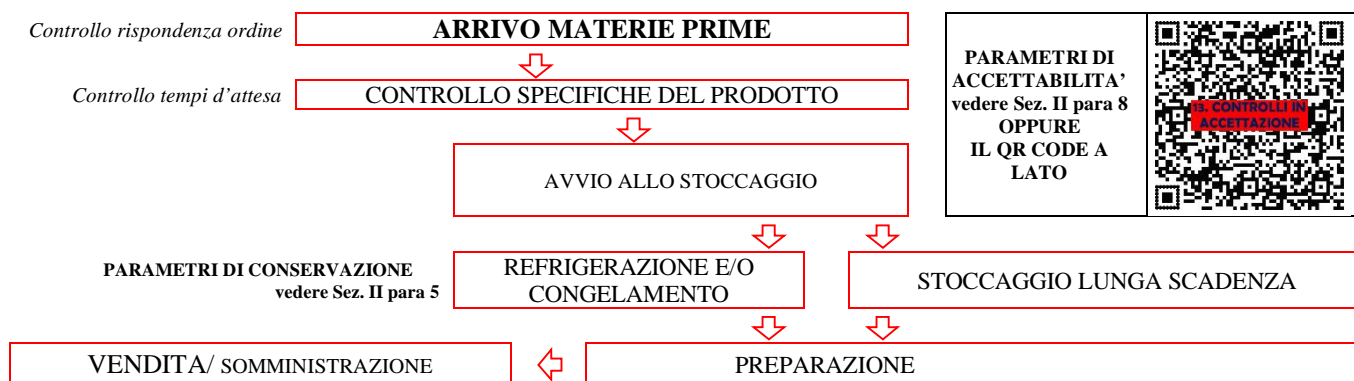 Controllo rispondenza ordine
ARRIVO MATERIE PRIME
Controllo tempi d'attesa
CONTROLLO SPECIFICHE DEL PRODOTTO
PARAMETRI DI
ACCETTABILITA'
vedere Sez. II para 8
OPPURE
IL QR CODE A
LATO
13. CONTROLLI IN
ACCETTAZIONE
AVVIO ALLO STOCCAGGIO
PARAMETRI DI CONSERVAZIONE
vedere Sez. II para 5
REFRIGERAZIONE E/O
CONGELAMENTO
STOCCAGGIO LUNGA SCADENZA
VENDITA/ SOMMINISTRAZIONE
PREPARAZIONE